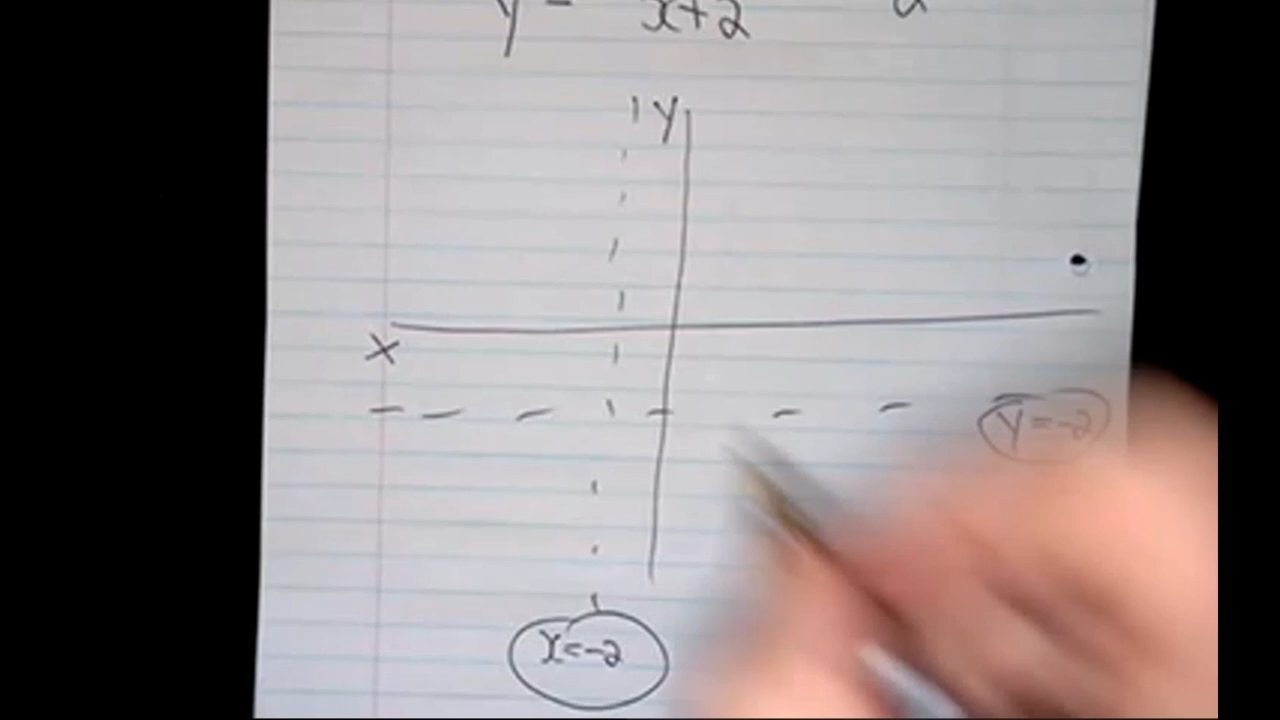 y = x+2
y
x
y=-2
x=-2